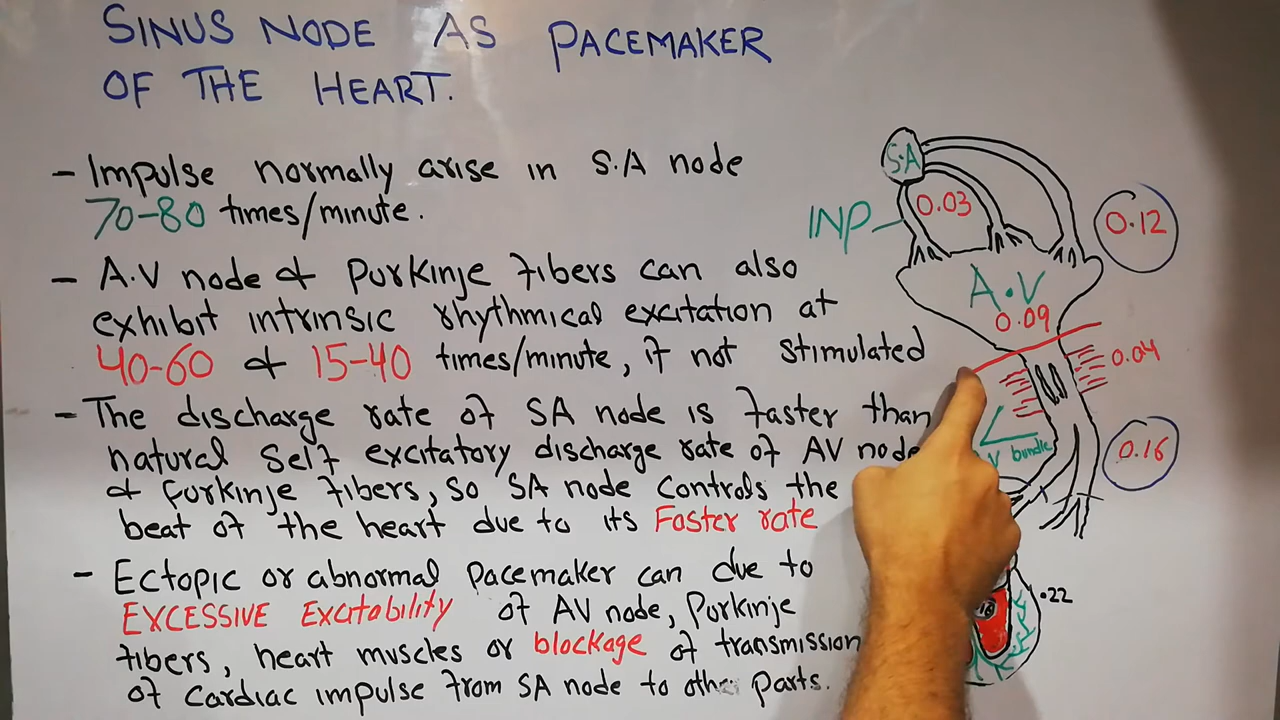 SINUS NODE AS PACEMAKER
OF THE HEART.
- Impulse normally arise in S.A node
70-80 times/minute.
- A.V node & Purkinje fibers can also
exhibit intrinsic rhythmical excitation at
40-60 & 15-40 times/minute, if not stimulated
- The discharge rate of SA node is faster than
natural self excitatory discharge rate of AV node
& Purkinje fibers, so SA node controls the
beat of the heart due to its Faster rate
- Ectopic or abnormal pacemaker can due to
EXCESSIVE Excitability of AV node, Purkinje
fibers, heart muscles or blockage of transmission
of cardiac impulse from SA node to other parts.
S.A
0.03
INP
0.12
A.V
0.09
0.04
V bundle
0.16
.22